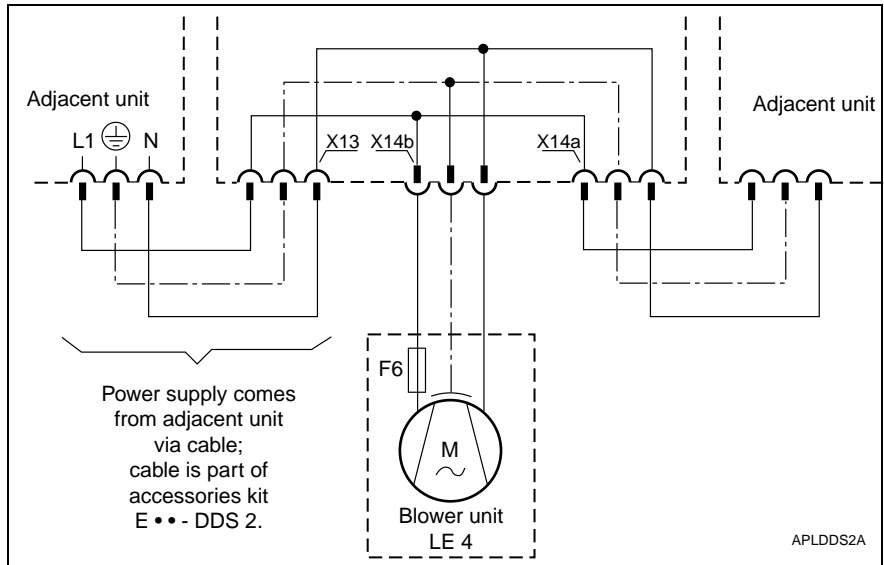 Adjacent unit
Adjacent unit
L1 N
X13 X14b X14a
F6
M
Blower unit
LE 4
Power supply comes
from adjacent unit
via cable;
cable is part of
accessories kit
E • • - DDS 2.
APLDDS2A